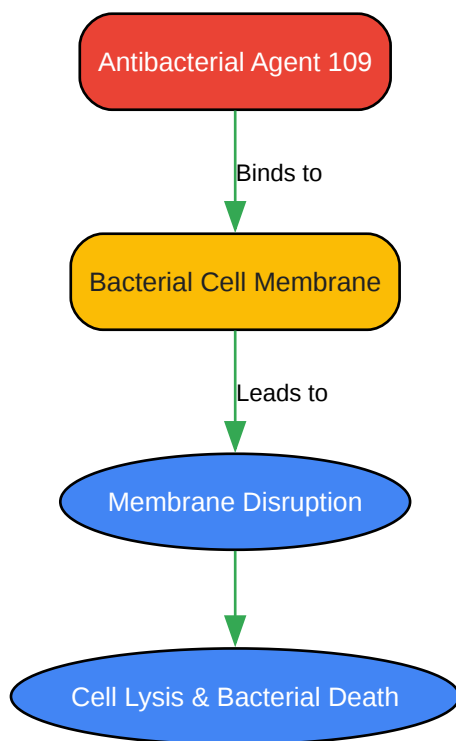 Antibacterial Agent 109
Binds to
Bacterial Cell Membrane
Leads to
Membrane Disruption
Cell Lysis & Bacterial Death